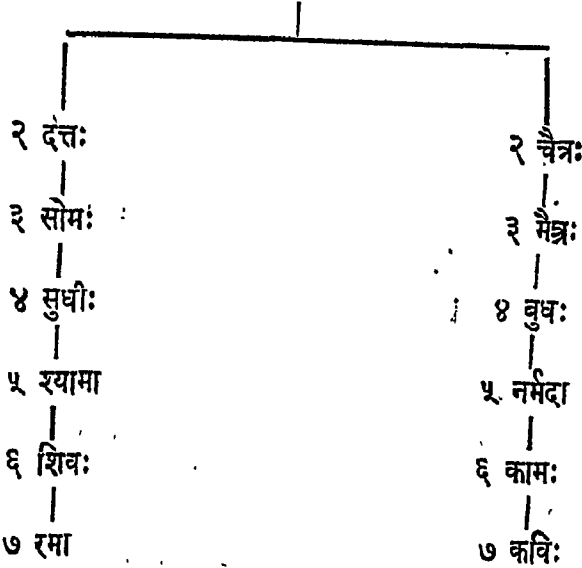 २ दत्तः
२ चैत्रः
३ सोमः
३ मैत्रः
४ सुधीः
४ वुधः
५ श्यामा
५ नर्मदा
६ शिवः
६ कामः
७ रमा
७ कविः